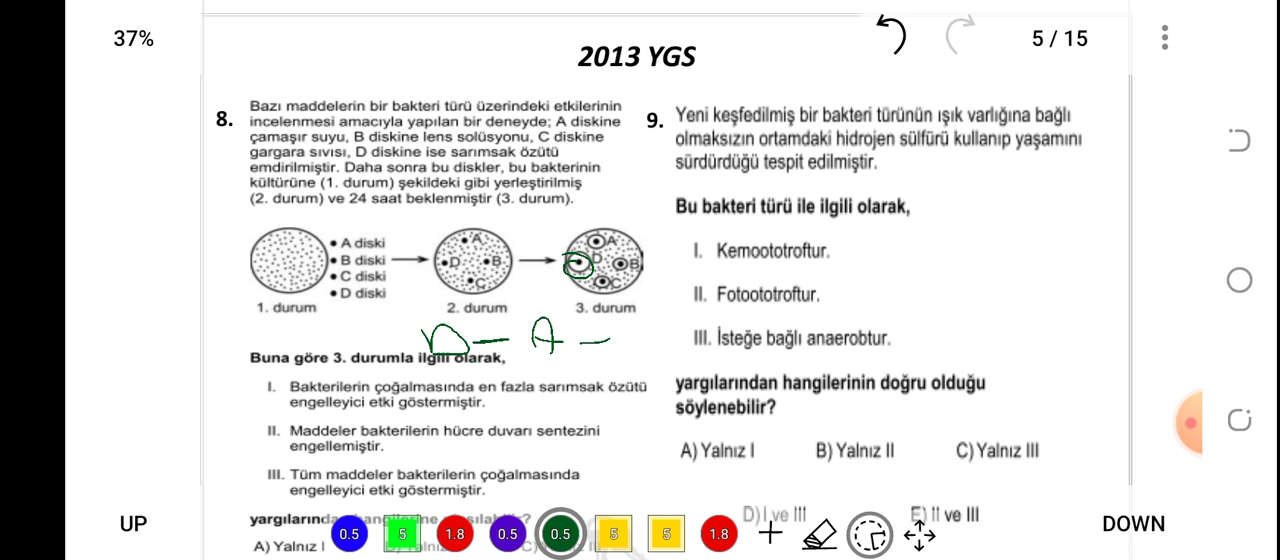 37%
5 / 15
2013 YGS
8. Bazı maddelerin bir bakteri türü üzerindeki etkilerinin
incelenmesi amacıyla yapılan bir deneyde; A diskine
çamaşır suyu, B diskine lens solüsyonu, C diskine
gargara sıvısı, D diskine ise sarımsak özütü
emdirilmiştir. Daha sonra bu diskler, bu bakterinin
kültürüne (1. durum) şekildeki gibi yerleştirilmiş
(2. durum) ve 24 saat beklenmiştir (3. durum).
• A diski
• B diski
• C diski
• D diski
A
D
B
C
A
D
B
C
1. durum
2. durum
3. durum
D – A –
Buna göre 3. durumla ilgili olarak,
I. Bakterilerin çoğalmasında en fazla sarımsak özütü
engelleyici etki göstermiştir.
II. Maddeler bakterilerin hücre duvarı sentezini
engellemiştir.
III. Tüm maddeler bakterilerin çoğalmasında
engelleyici etki göstermiştir.
A) Yalnız I
9. Yeni keşfedilmiş bir bakteri türünün ışık varlığına bağlı
olmaksızın ortamdaki hidrojen sülfürü kullanıp yaşamını
sürdürdüğü tespit edilmiştir.
Bu bakteri türü ile ilgili olarak,
I. Kemoototroftur.
II. Fotoototroftur.
III. İsteğe bağlı anaerobtur.
yargılarından hangilerinin doğru olduğu
söylenebilir?
A) Yalnız I B) Yalnız II C) Yalnız III
D) I ve III E) II ve III
UP
0.5 5 1.8 0.5 0.5 5 5 1.8
DOWN